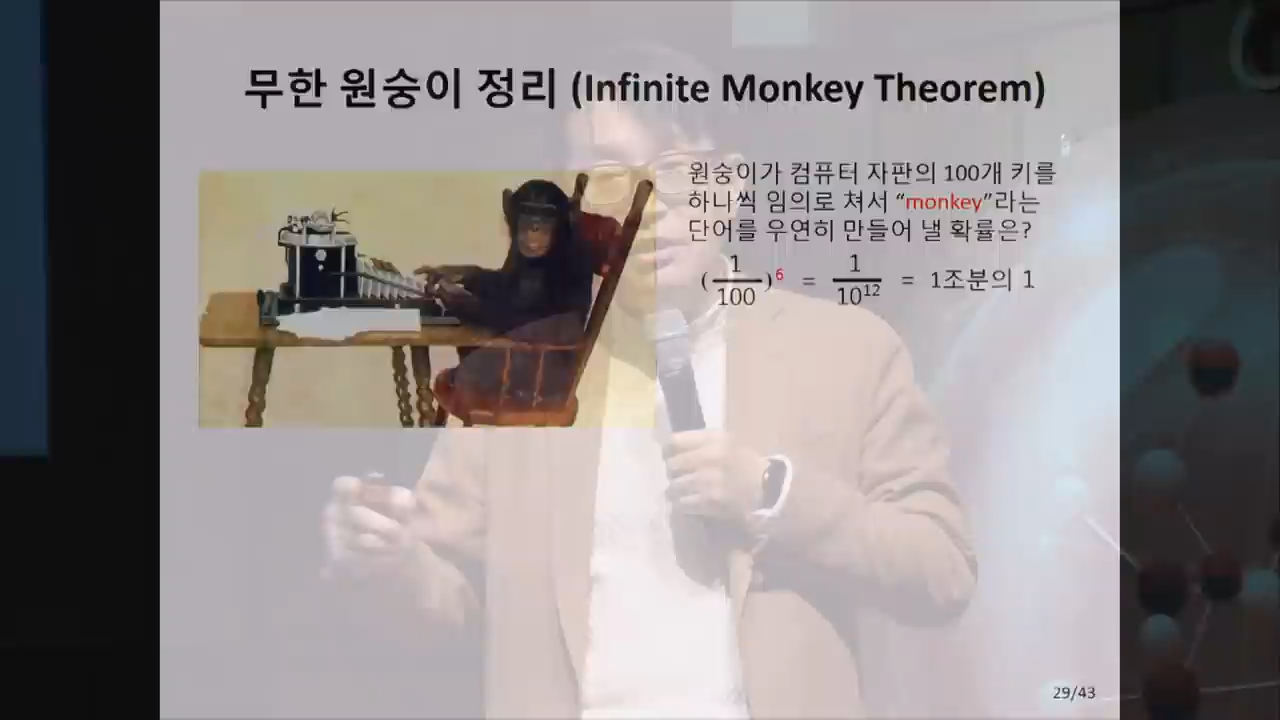 무한 원숭이 정리 (Infinite Monkey Theorem)
원숭이가 컴퓨터 자판의 100개 키를
하나씩 임의로 쳐서 “monkey”라는
단어를 우연히 만들어 낼 확률은?
(1/100)^6 = 1/10^12 = 1조분의 1
29/43